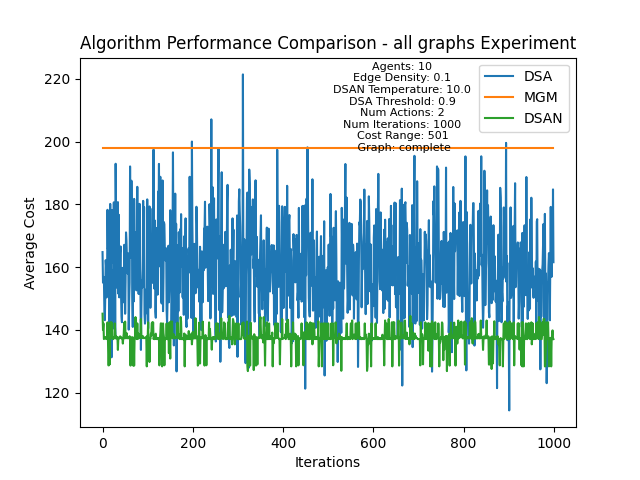 Algorithm Performance Comparison - all graphs Experiment
Agents: 10
Edge Density: 0.1
DSAN Temperature: 10.0
DSA Threshold: 0.9
Num Actions: 2
Num Iterations: 1000
Cost Range: 501
Graph: complete
DSA
MGM
DSAN
Average Cost
220
200
180
160
140
120
0
200
400
600
800
1000
Iterations